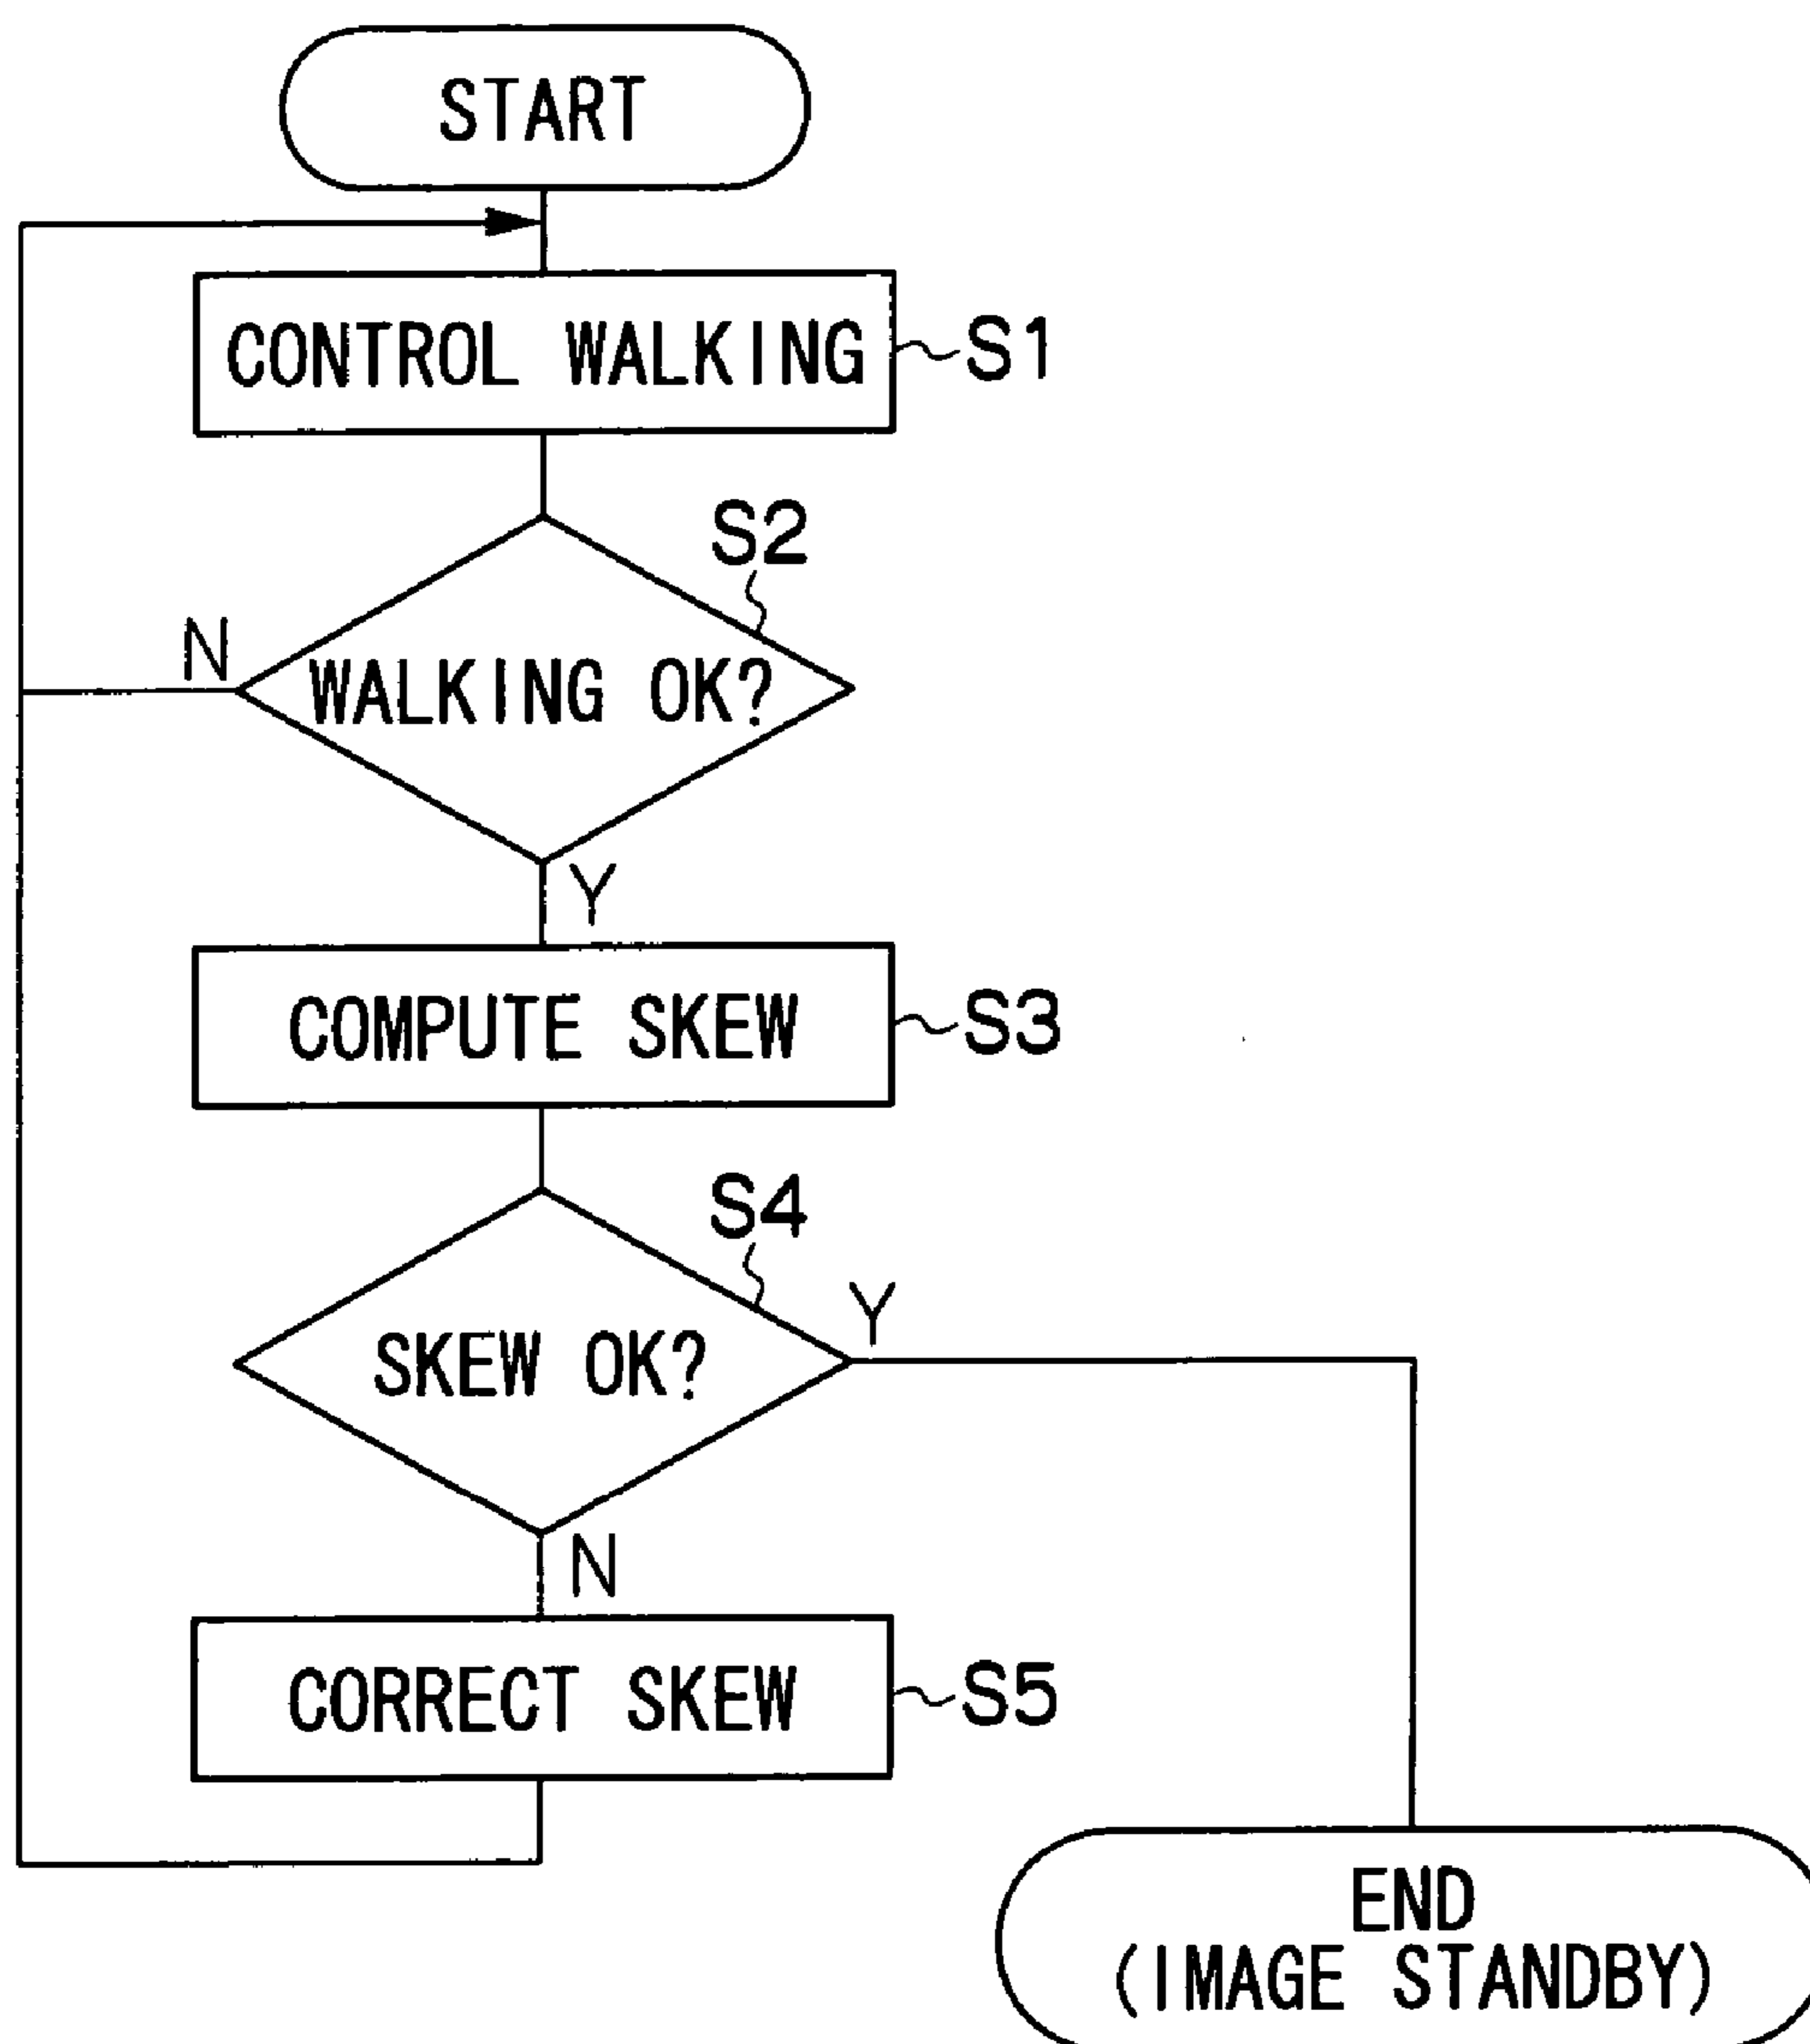 START
CONTROL WALKING
S1
S2
N
WALKING OK?
Y
COMPUTE SKEW
S3
S4
Y
SKEW OK?
N
CORRECT SKEW
S5
END
(IMAGE STANDBY)